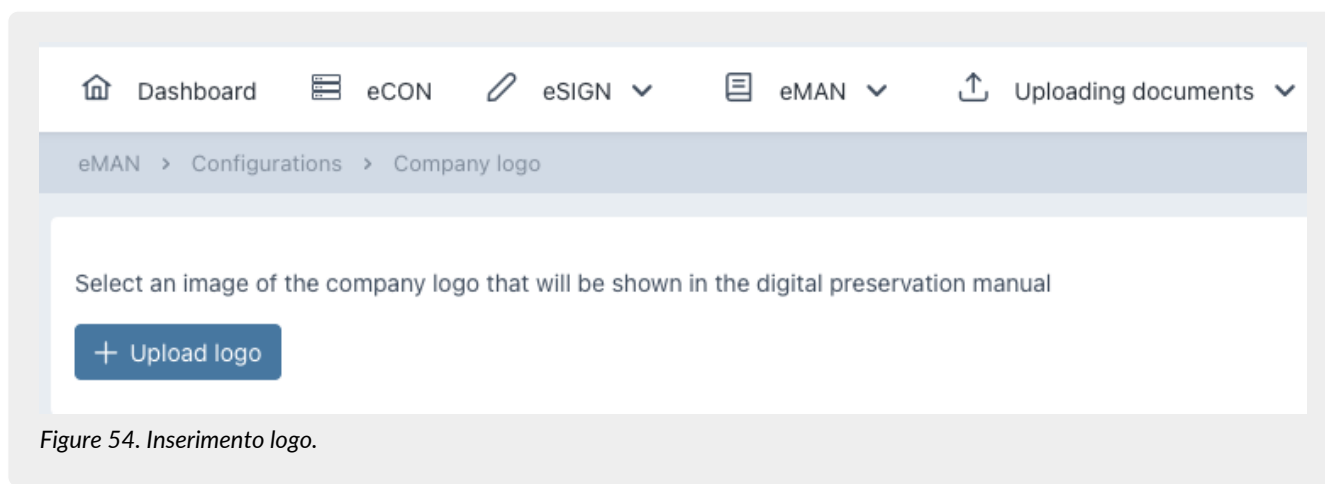 Dashboard eCON eSIGN eMAN Uploading documents
eMAN > Configurations > Company logo
Select an image of the company logo that will be shown in the digital preservation manual
+ Upload logo
Figure 54. Inserimento logo.